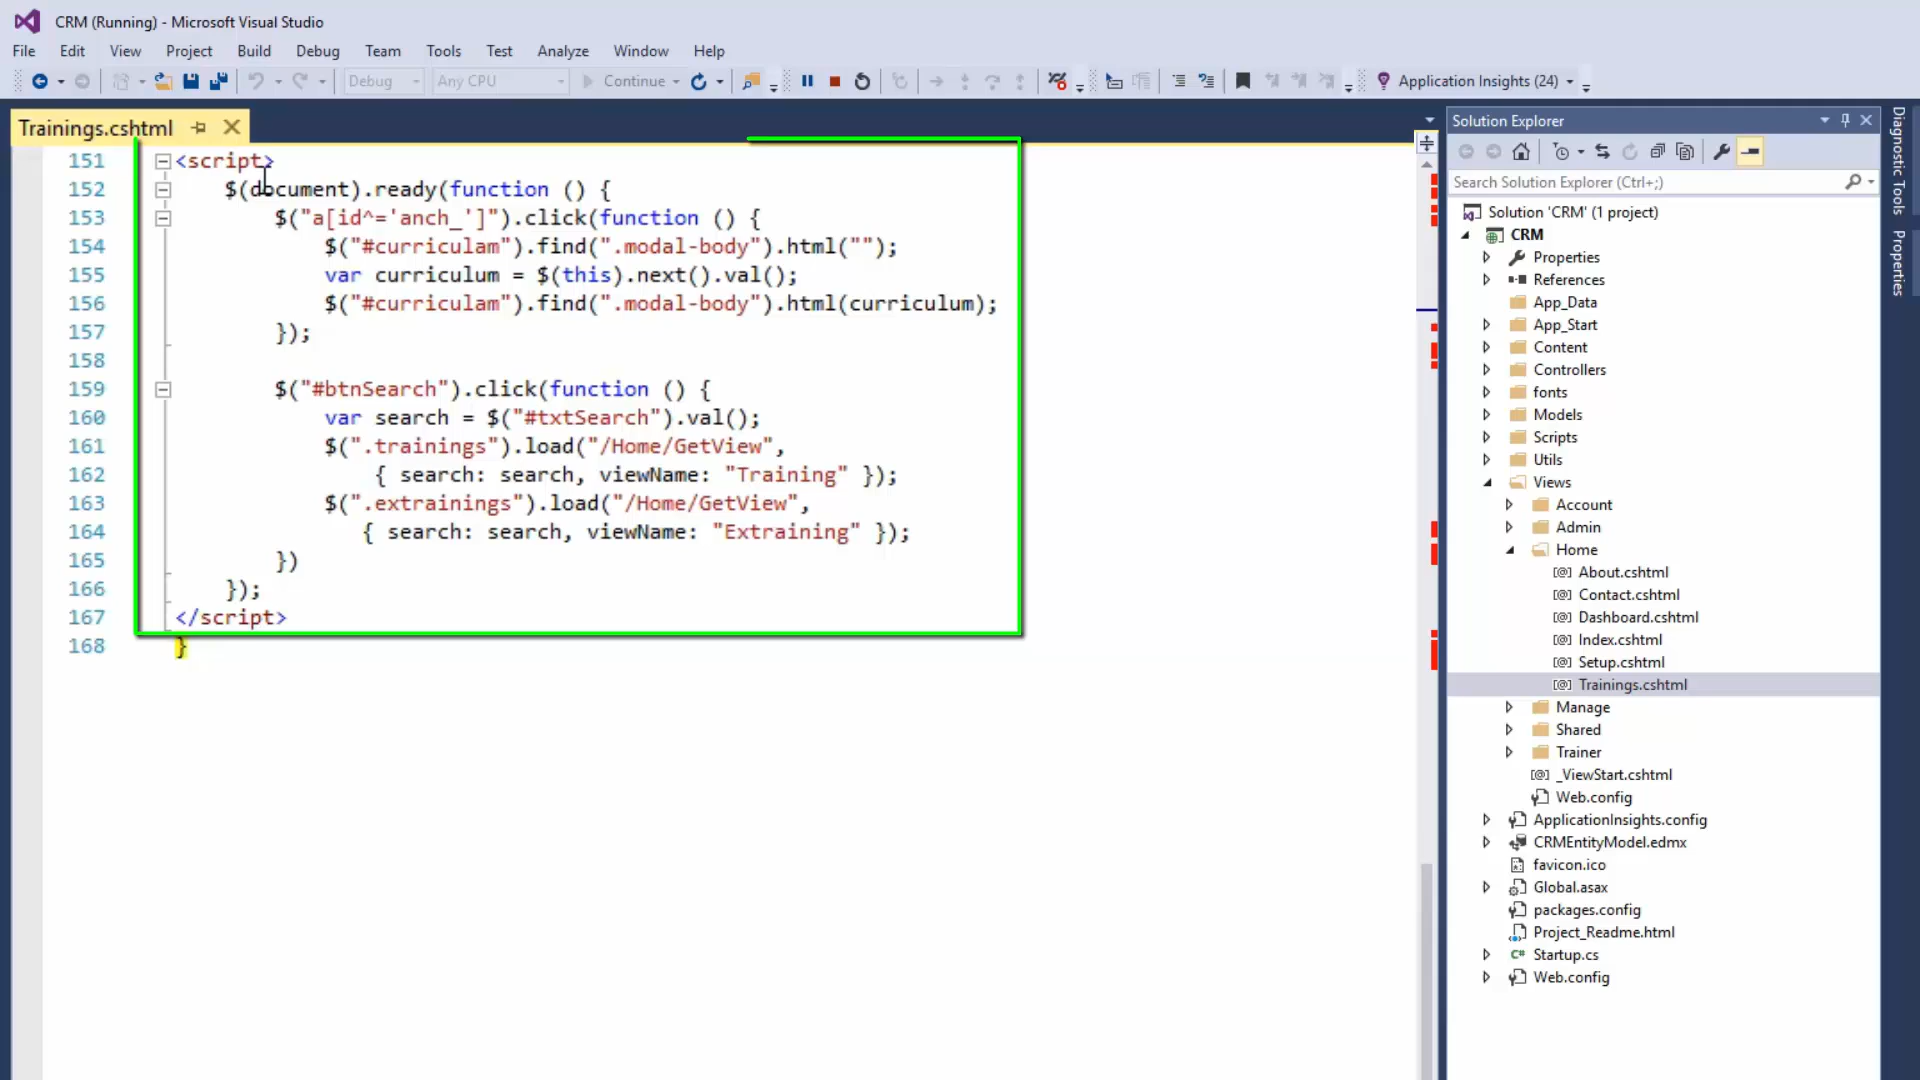 CRM (Running) - Microsoft Visual Studio
File Edit View Project Build Debug Team Tools Test Analyze Window Help
Debug Any CPU Continue Application Insights (24)
Trainings.cshtml
151 <script>
152 $(document).ready(function () {
153 $("a[id^='anch_']").click(function () {
154 $("#curriculam").find(".modal-body").html("");
155 var curriculum = $(this).next().val();
156 $("#curriculam").find(".modal-body").html(curriculum);
157 });
158
159 $("#btnSearch").click(function () {
160 var search = $("#txtSearch").val();
161 $(".trainings").load("/Home/GetView",
162 { search: search, viewName: "Training" });
163 $(".extrainings").load("/Home/GetView",
164 { search: search, viewName: "Extraining" });
165 })
166 });
167 </script>
168 }
Solution Explorer
Search Solution Explorer (Ctrl+;)
Solution 'CRM' (1 project)
CRM
Properties
References
App_Data
App_Start
Content
Controllers
fonts
Models
Scripts
Utils
Views
Account
Admin
Home
About.cshtml
Contact.cshtml
Dashboard.cshtml
Index.cshtml
Setup.cshtml
Trainings.cshtml
Manage
Shared
Trainer
_ViewStart.cshtml
Web.config
ApplicationInsights.config
CRMEntityModel.edmx
favicon.ico
Global.asax
packages.config
Project_Readme.html
Startup.cs
Web.config
Diagnostic Tools
Properties